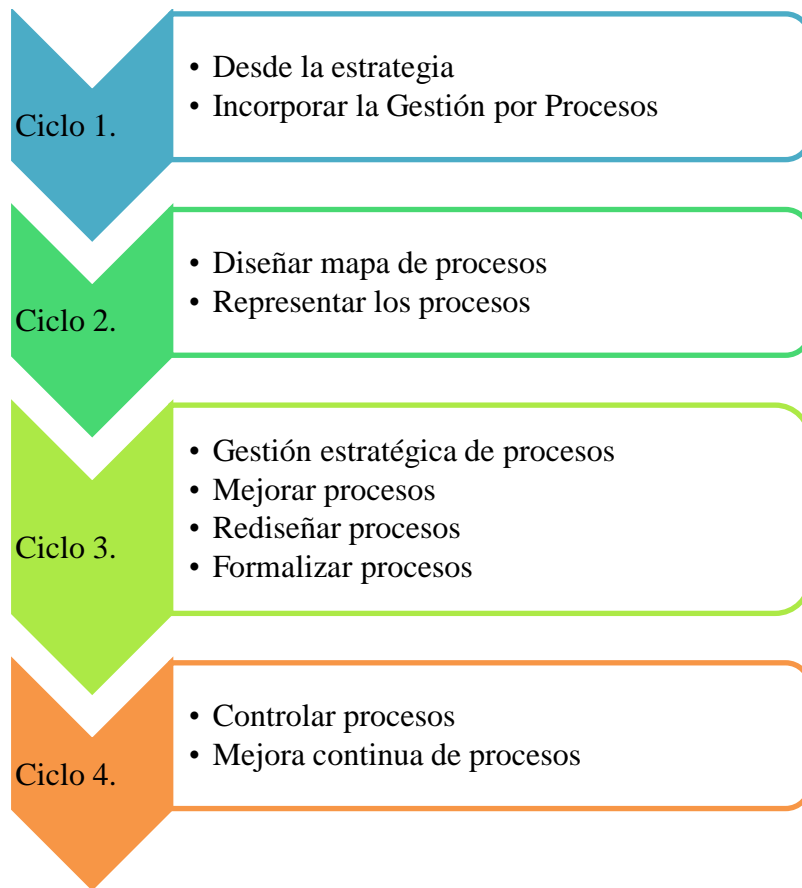 Ciclo 1.
• Desde la estrategia
• Incorporar la Gestión por Procesos
Ciclo 2.
• Diseñar mapa de procesos
• Representar los procesos
Ciclo 3.
• Gestión estratégica de procesos
• Mejorar procesos
• Rediseñar procesos
• Formalizar procesos
Ciclo 4.
• Controlar procesos
• Mejora continua de procesos